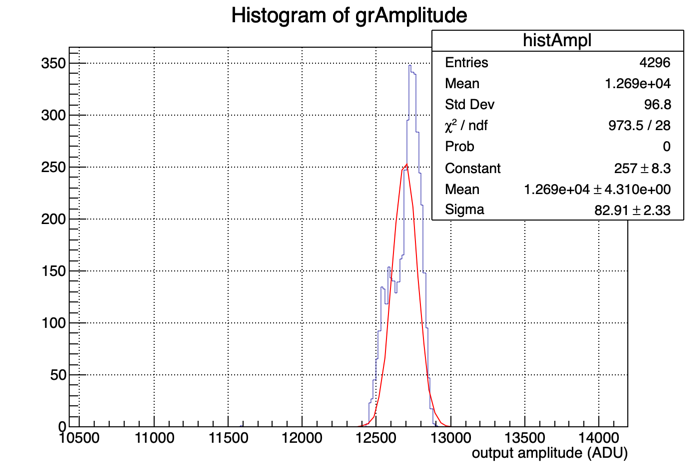 Histogram of grAmplitude
histAmpl
Entries 4296
Mean 1.269e+04
Std Dev 96.8
χ² / ndf 973.5 / 28
Prob 0
Constant 257 ± 8.3
Mean 1.269e+04 ± 4.310e+00
Sigma 82.91 ± 2.33
350
300
250
200
150
100
50
0
10500 11000 11500 12000 12500 13000 13500 14000
output amplitude (ADU)